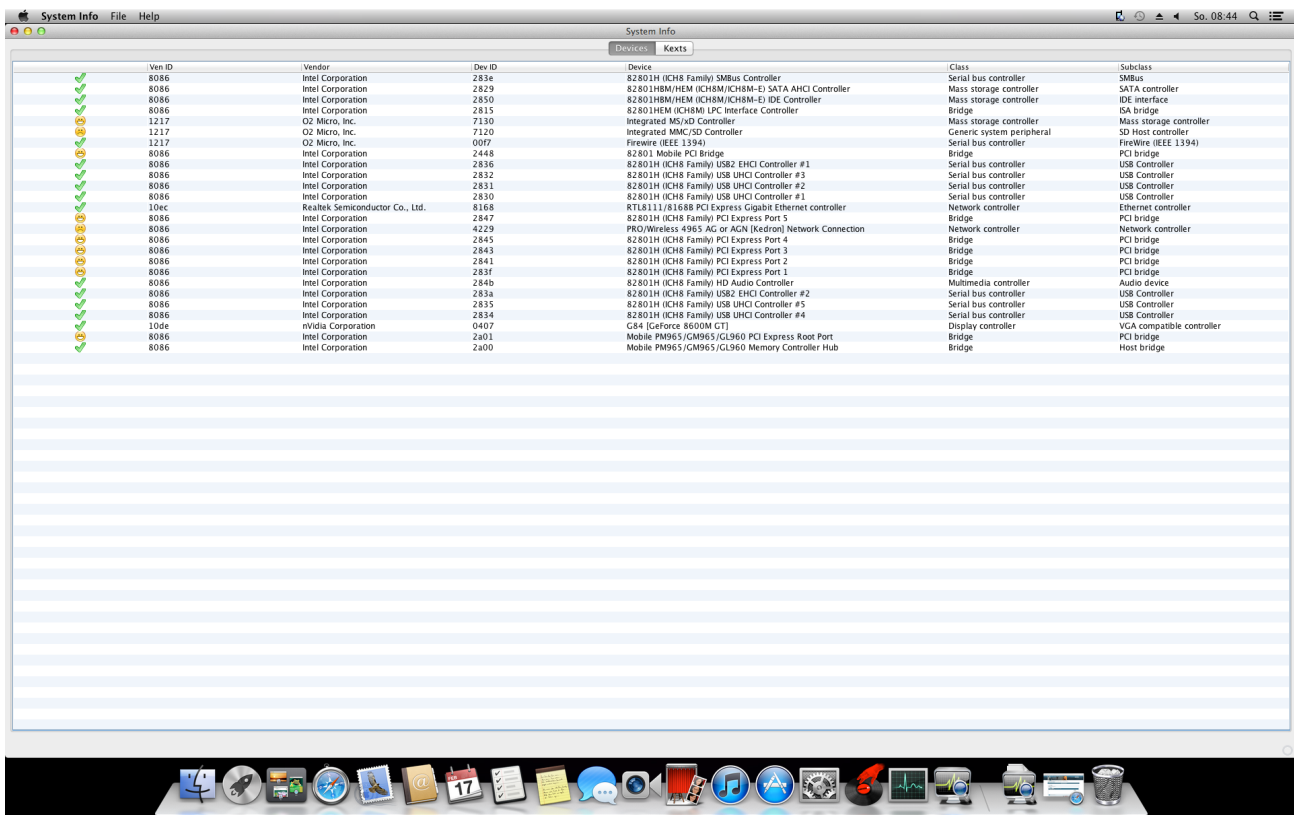 System Info File Help So. 08:44
System Info
Devices Kexts
Ven ID Vendor Dev ID Device Class Subclass
8086 Intel Corporation 283e 82801H (ICH8 Family) SMBus Controller Serial bus controller SMBus
8086 Intel Corporation 2829 82801HBM/HEM (ICH8M/ICH8M-E) SATA AHCI Controller Mass storage controller SATA controller
8086 Intel Corporation 2850 82801HBM/HEM (ICH8M/ICH8M-E) IDE Controller Mass storage controller IDE interface
8086 Intel Corporation 2815 82801HEM (ICH8M) LPC Interface Controller Bridge ISA bridge
1217 O2 Micro, Inc. 7130 Integrated MS/xD Controller Mass storage controller Mass storage controller
1217 O2 Micro, Inc. 7120 Integrated MMC/SD Controller Generic system peripheral SD Host controller
1217 O2 Micro, Inc. 00f7 Firewire (IEEE 1394) Serial bus controller FireWire (IEEE 1394)
8086 Intel Corporation 2448 82801 Mobile PCI Bridge Bridge PCI bridge
8086 Intel Corporation 2836 82801H (ICH8 Family) USB2 EHCI Controller #1 Serial bus controller USB Controller
8086 Intel Corporation 2832 82801H (ICH8 Family) USB UHCI Controller #3 Serial bus controller USB Controller
8086 Intel Corporation 2831 82801H (ICH8 Family) USB UHCI Controller #2 Serial bus controller USB Controller
8086 Intel Corporation 2830 82801H (ICH8 Family) USB UHCI Controller #1 Serial bus controller USB Controller
10ec Realtek Semiconductor Co., Ltd. 8168 RTL8111/8168B PCI Express Gigabit Ethernet controller Network controller Ethernet controller
8086 Intel Corporation 2847 82801H (ICH8 Family) PCI Express Port 5 Bridge PCI bridge
8086 Intel Corporation 4229 PRO/Wireless 4965 AG or AGN [Kedron] Network Connection Network controller Network controller
8086 Intel Corporation 2845 82801H (ICH8 Family) PCI Express Port 4 Bridge PCI bridge
8086 Intel Corporation 2843 82801H (ICH8 Family) PCI Express Port 3 Bridge PCI bridge
8086 Intel Corporation 2841 82801H (ICH8 Family) PCI Express Port 2 Bridge PCI bridge
8086 Intel Corporation 283f 82801H (ICH8 Family) PCI Express Port 1 Bridge PCI bridge
8086 Intel Corporation 284b 82801H (ICH8 Family) HD Audio Controller Multimedia controller Audio device
8086 Intel Corporation 283a 82801H (ICH8 Family) USB2 EHCI Controller #2 Serial bus controller USB Controller
8086 Intel Corporation 2835 82801H (ICH8 Family) USB UHCI Controller #5 Serial bus controller USB Controller
8086 Intel Corporation 2834 82801H (ICH8 Family) USB UHCI Controller #4 Serial bus controller USB Controller
10de nVidia Corporation 0407 G84 [GeForce 8600M GT] Display controller VGA compatible controller
8086 Intel Corporation 2a01 Mobile PM965/GM965/GL960 PCI Express Root Port Bridge PCI bridge
8086 Intel Corporation 2a00 Mobile PM965/GM965/GL960 Memory Controller Hub Bridge Host bridge
FEB
17